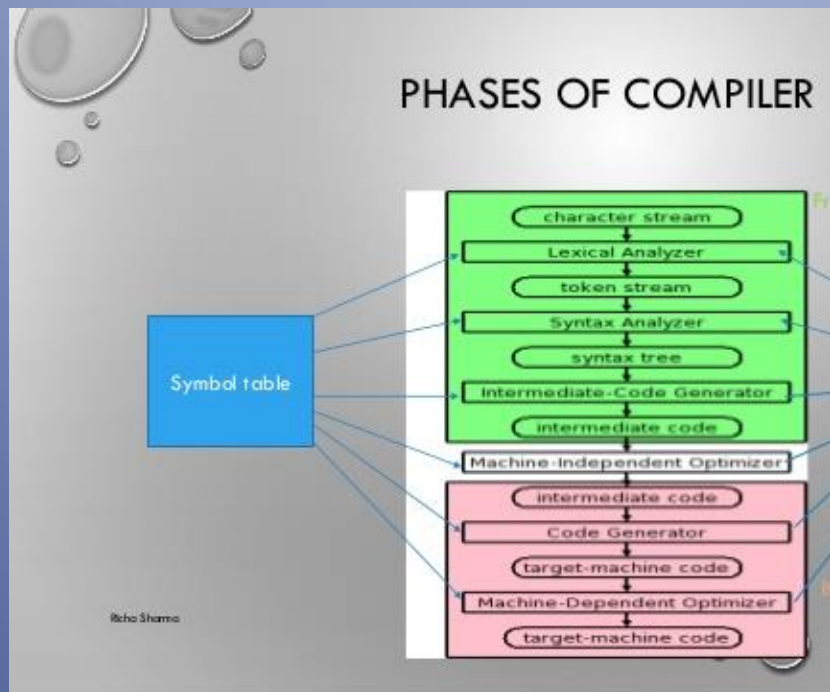 PHASES OF COMPILER
character stream
Lexical Analyzer
token stream
Syntax Analyzer
syntax tree
Symbol table
Intermediate-Code Generator
intermediate code
Machine-Independent Optimizer
intermediate code
Code Generator
target-machine code
Machine-Dependent Optimizer
Richa Sharma
target-machine code